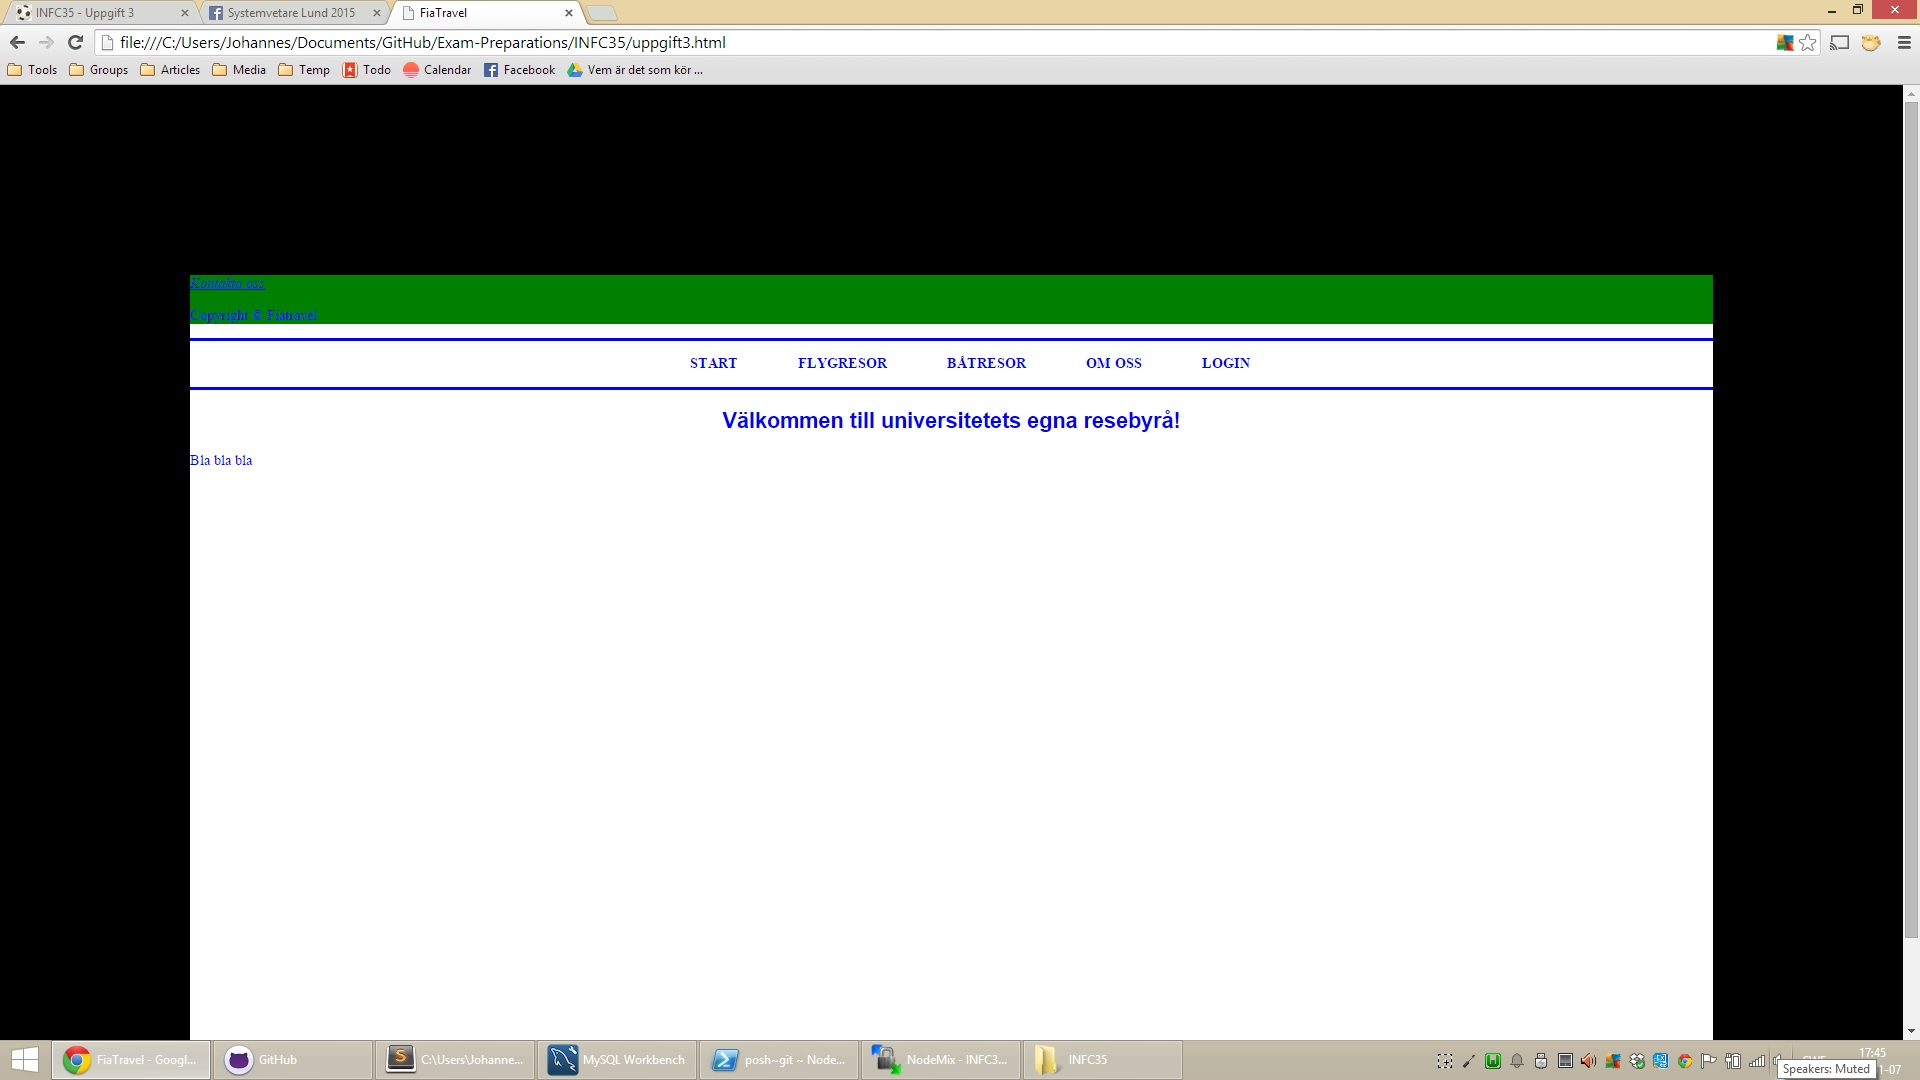 INFC35 - Uppgift 3
Systemvetare Lund 2015
FiaTravel
file:///C:/Users/Johannes/Documents/GitHub/Exam-Preparations/INFC35/uppgift3.html
Tools Groups Articles Media Temp Todo Calendar Facebook Vem är det som kör ...
Kontakta oss
Copyright © Fiatravel
START FLYGRESOR BÅTRESOR OM OSS LOGIN
Välkommen till universitetets egna resebyrå!
Bla bla bla
FiaTravel - Googl... GitHub C:\Users\Johanne... MySQL Workbench posh~git ~ Node... NodeMix - INFC3... INFC35
17:45
1-07
Speakers: Muted